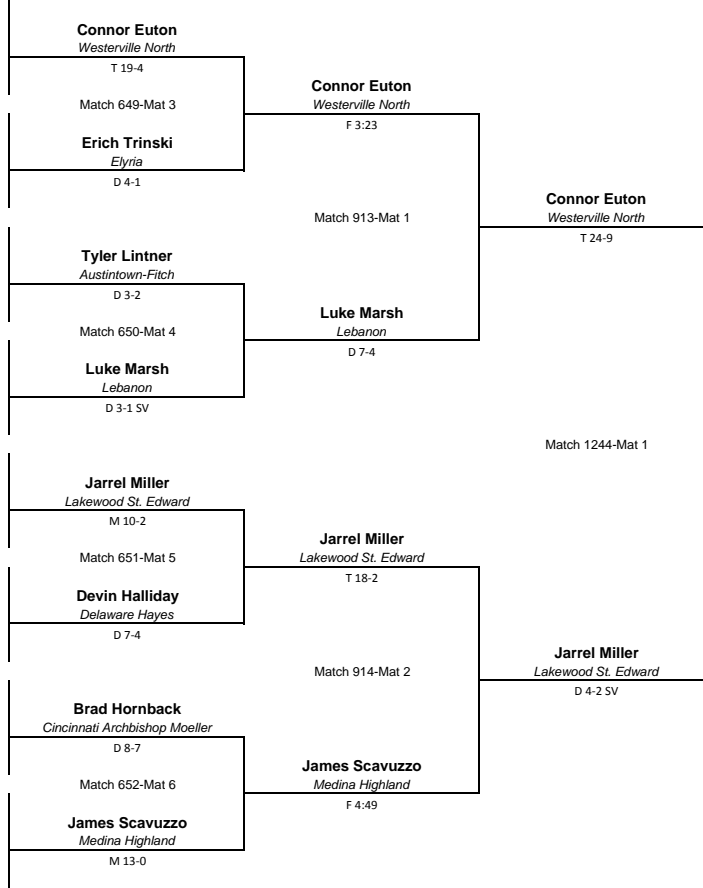 Connor Euton
Westerville North
T 19-4
Match 649-Mat 3
Erich Trinski
Elyria
D 4-1
Connor Euton
Westerville North
F 3:23
Match 913-Mat 1
Tyler Lintner
Austintown-Fitch
D 3-2
Match 650-Mat 4
Luke Marsh
Lebanon
D 3-1 SV
Luke Marsh
Lebanon
D 7-4
Connor Euton
Westerville North
T 24-9
Match 1244-Mat 1
Jarrel Miller
Lakewood St. Edward
M 10-2
Match 651-Mat 5
Devin Halliday
Delaware Hayes
D 7-4
Jarrel Miller
Lakewood St. Edward
T 18-2
Match 914-Mat 2
Brad Hornback
Cincinnati Archbishop Moeller
D 8-7
Match 652-Mat 6
James Scavuzzo
Medina Highland
M 13-0
James Scavuzzo
Medina Highland
F 4:49
Jarrel Miller
Lakewood St. Edward
D 4-2 SV